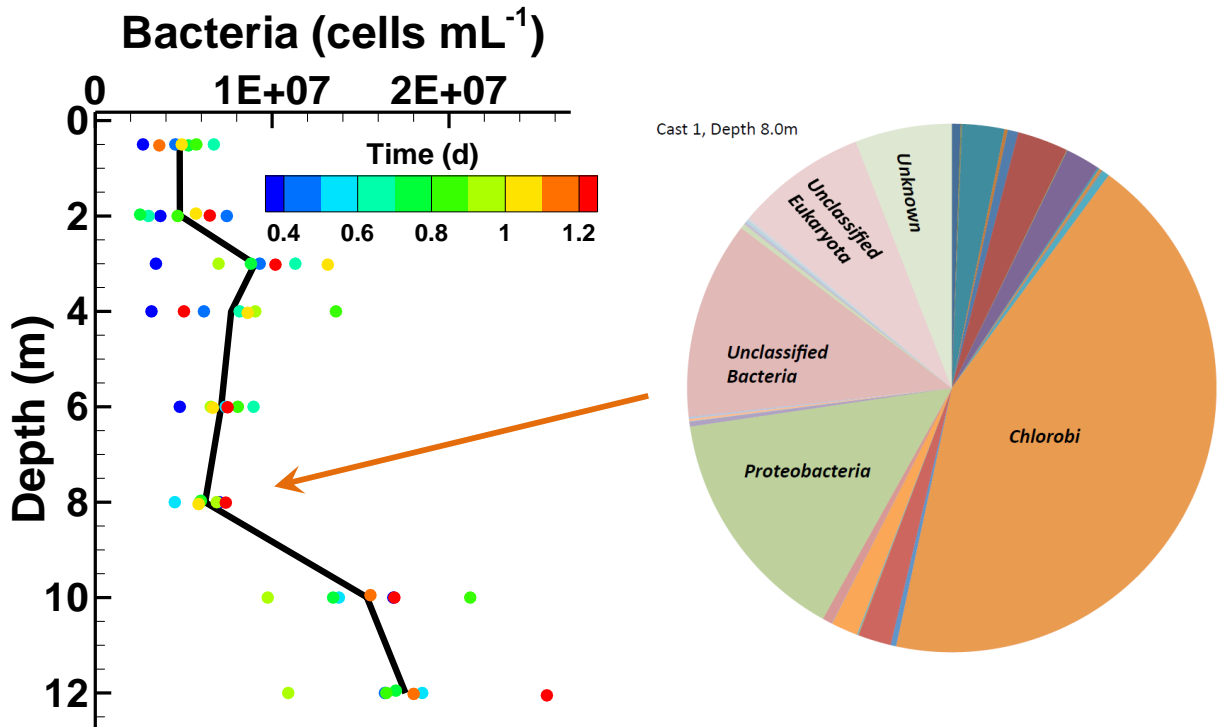 Bacteria (cells mL⁻¹)
0 1E+07 2E+07
Depth (m)
0
2
4
6
8
10
12
Time (d)
0.4 0.6 0.8 1 1.2
Cast 1, Depth 8.0m
Unknown
Unclassified
Eukaryota
Unclassified
Bacteria
Proteobacteria
Chlorobi